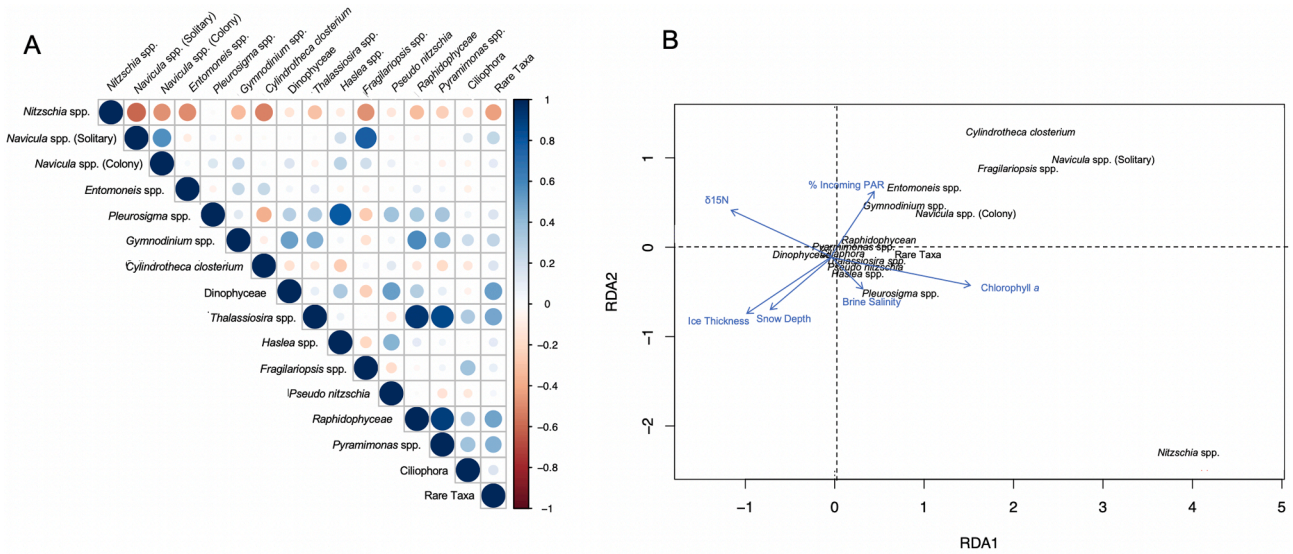 A
Nitzschia spp.
Navicula spp. (Solitary)
Navicula spp. (Colony)
Entomoneis spp.
Pleurosigma spp.
Gymnodinium spp.
Cylindrotheca closterium
Dinophyceae
Thalassiosira spp.
Haslea spp.
Fragilariopsis spp.
Pseudo nitzschia
Raphidophyceae
Pyramimonas spp.
Ciliophora
Rare Taxa
Nitzschia spp.
Navicula spp. (Solitary)
Navicula spp. (Colony)
Entomoneis spp.
Pleurosigma spp.
Gymnodinium spp.
Cylindrotheca closterium
Dinophyceae
Thalassiosira spp.
Haslea spp.
Fragilariopsis spp.
Pseudo nitzschia
Raphidophyceae
Pyramimonas spp.
Ciliophora
Rare Taxa
1
0.8
0.6
0.4
0.2
0
−0.2
−0.4
−0.6
−0.8
−1
B
Cylindrotheca closterium
Navicula spp. (Solitary)
Fragilariopsis spp.
% Incoming PAR
Entomoneis spp.
δ15N
Gymnodinium spp.
Navicula spp. (Colony)
Raphidophycean
spp.
Rare Taxa
Pseudo nitzschia
Haslea spp.
Chlorophyll a
Pleurosigma spp.
Brine Salinity
Ice Thickness
Snow Depth
Nitzschia spp.
RDA2
1
0
−1
−2
−1
0
1
2
3
4
5
RDA1